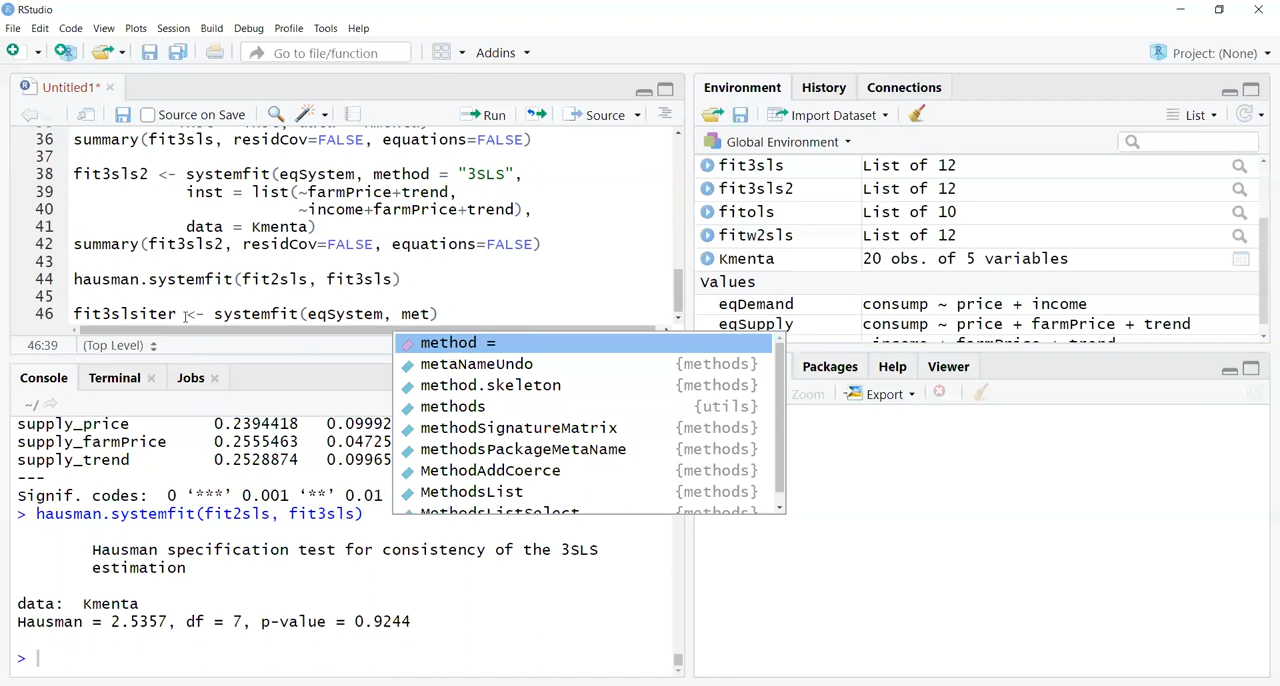 RStudio
File Edit Code View Plots Session Build Debug Profile Tools Help
Go to file/function Addins Project: (None)
Untitled1*
Source on Save Run Source
36 summary(fit3sls, residCov=FALSE, equations=FALSE)
37
38 fit3sls2 <- systemfit(eqSystem, method = "3SLS",
39 inst = list(~farmPrice+trend,
40 ~income+farmPrice+trend),
41 data = Kmenta)
42 summary(fit3sls2, residCov=FALSE, equations=FALSE)
43
44 hausman.systemfit(fit2sls, fit3sls)
45
46 fit3slsiter <- systemfit(eqSystem, met)
46:39 (Top Level)
method =
metaNameUndo {methods}
method.skeleton {methods}
methods {utils}
methodSignatureMatrix {methods}
methodsPackageMetaName {methods}
MethodAddCoerce {methods}
MethodsList {methods}
MethodsListSelect {methods}
Console Terminal Jobs
~/
supply_price 0.2394418 0.09992
supply_farmPrice 0.2555463 0.04725
supply_trend 0.2528874 0.09965
---
Signif. codes: 0 ‘***’ 0.001 ‘**’ 0.01
> hausman.systemfit(fit2sls, fit3sls)
Hausman specification test for consistency of the 3SLS
estimation
data: Kmenta
Hausman = 2.5357, df = 7, p-value = 0.9244
>
Environment History Connections
Import Dataset List
Global Environment
fit3sls List of 12
fit3sls2 List of 12
fitols List of 10
fitw2sls List of 12
Kmenta 20 obs. of 5 variables
Values
eqDemand consump ~ price + income
eqSupply consump ~ price + farmPrice + trend
Packages Help Viewer
Zoom Export